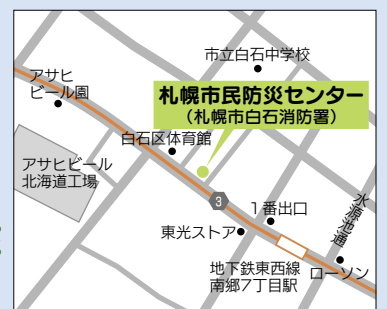 市立白石中学校
アサヒ
ビール園
札幌市民防災センター
（札幌市白石消防署）
白石区体育館
アサヒビール
北海道工場
3
1番出口
水源池通
東光ストア
地下鉄東西線
南郷7丁目駅
ローソン